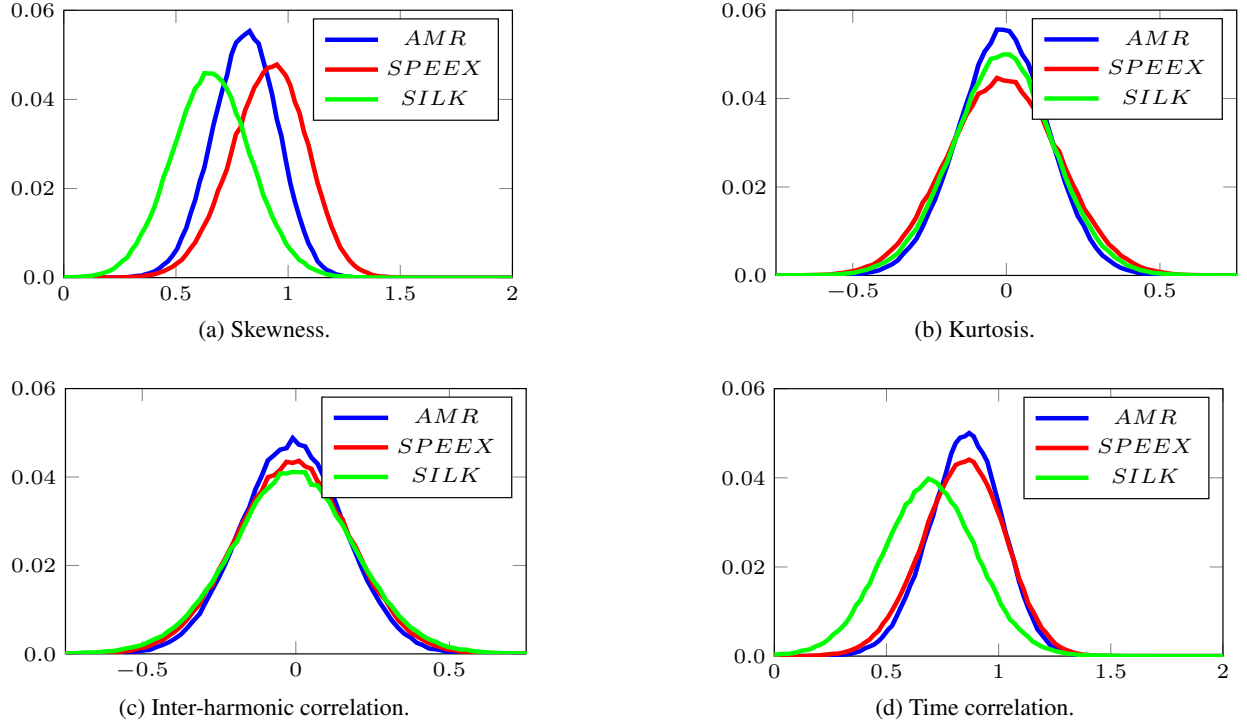 0.06
AMR
SPEEX
SILK
0.04
0.02
0.0
0 0.5 1 1.5 2
(a) Skewness.
0.06
AMR
SPEEX
SILK
0.04
0.02
0.0
−0.5 0 0.5
(b) Kurtosis.
0.06
AMR
SPEEX
SILK
0.04
0.02
0.0
−0.5 0 0.5
(c) Inter-harmonic correlation.
0.06
AMR
SPEEX
SILK
0.04
0.02
0.0
0 0.5 1 1.5 2
(d) Time correlation.